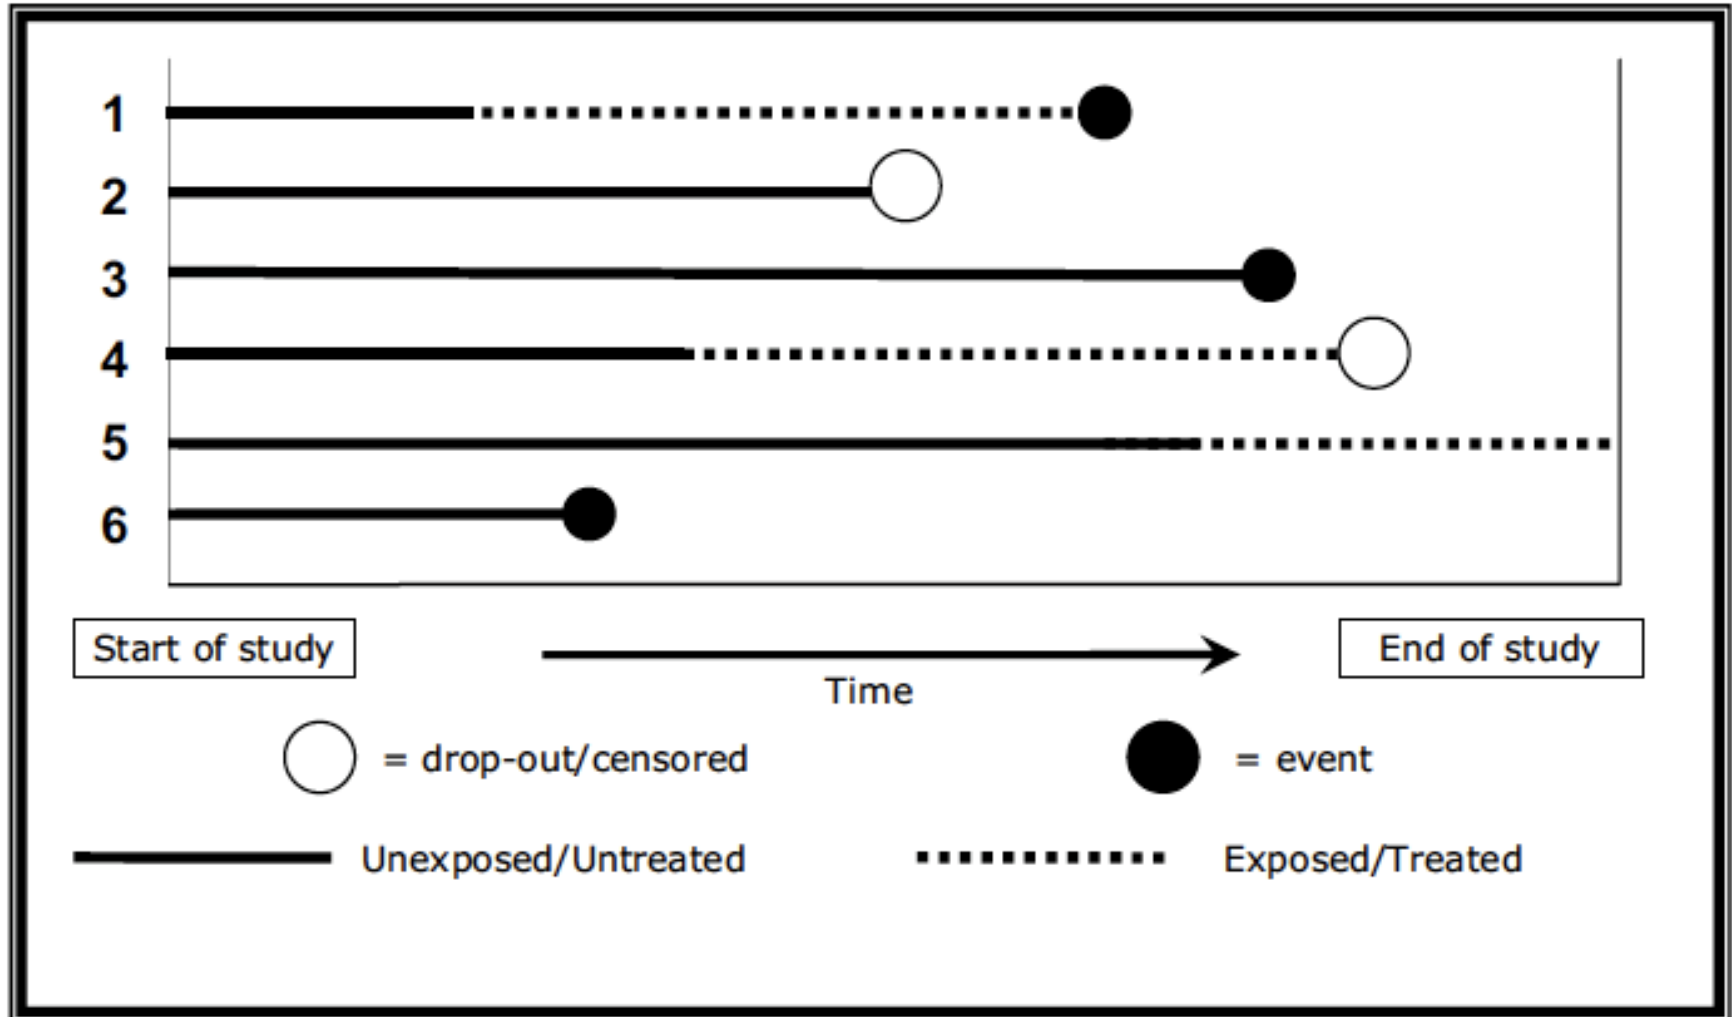 1
2
3
4
5
6
Start of study
Time
End of study
= drop-out/censored
= event
Unexposed/Untreated
Exposed/Treated